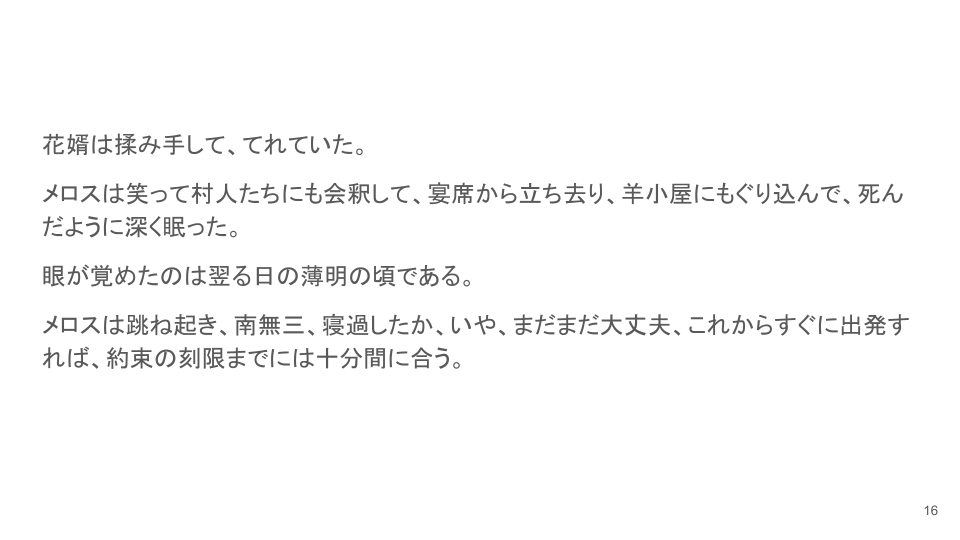 花婿は揉み手して、てれていた。
メロスは笑って村人たちにも会釈して、宴席から立ち去り、羊小屋にもぐり込んで、死ん
だように深く眠った。
眼が覚めたのは翌る日の薄明の頃である。
メロスは跳ね起き、南無三、寝過したか、いや、まだまだ大丈夫、これからすぐに出発す
れば、約束の刻限までには十分間に合う。
16